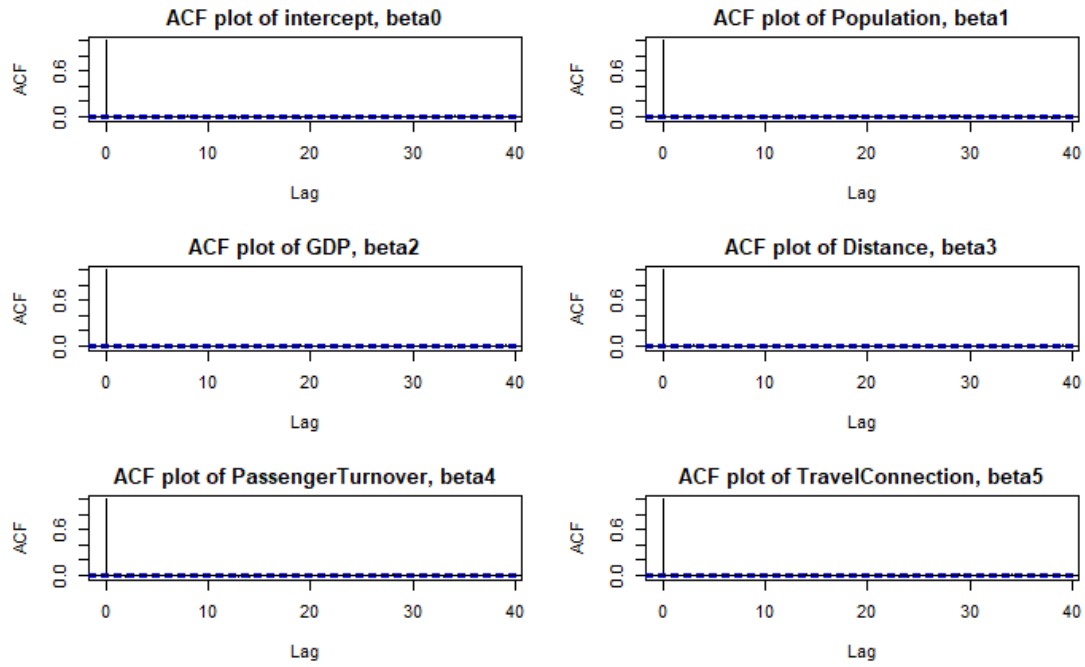 ACF plot of intercept, beta0
ACF
0.0 0.6
0 10 20 30 40
Lag
ACF plot of Population, beta1
ACF
0.0 0.6
0 10 20 30 40
Lag
ACF plot of GDP, beta2
ACF
0.0 0.6
0 10 20 30 40
Lag
ACF plot of Distance, beta3
ACF
0.0 0.6
0 10 20 30 40
Lag
ACF plot of PassengerTurnover, beta4
ACF
0.0 0.6
0 10 20 30 40
Lag
ACF plot of TravelConnection, beta5
ACF
0.0 0.6
0 10 20 30 40
Lag